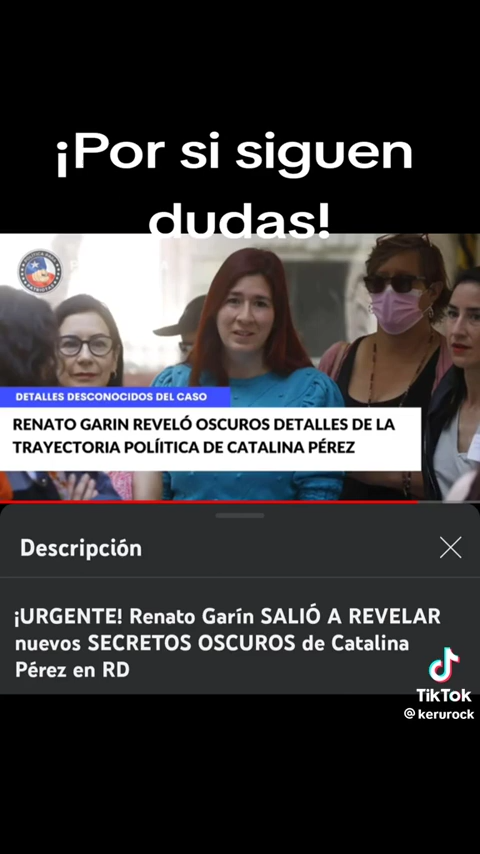 ¡Por si siguen
dudas!
DETALLES DESCONOCIDOS DEL CASO
RENATO GARIN REVELÓ OSCUROS DETALLES DE LA
TRAYECTORIA POLÍITICA DE CATALINA PÉREZ
Descripción
¡URGENTE! Renato Garín SALIÓ A REVELAR
nuevos SECRETOS OSCUROS de Catalina
Pérez en RD
TikTok
@kerurock